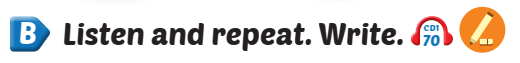 B Listen and repeat. Write. CD1 70